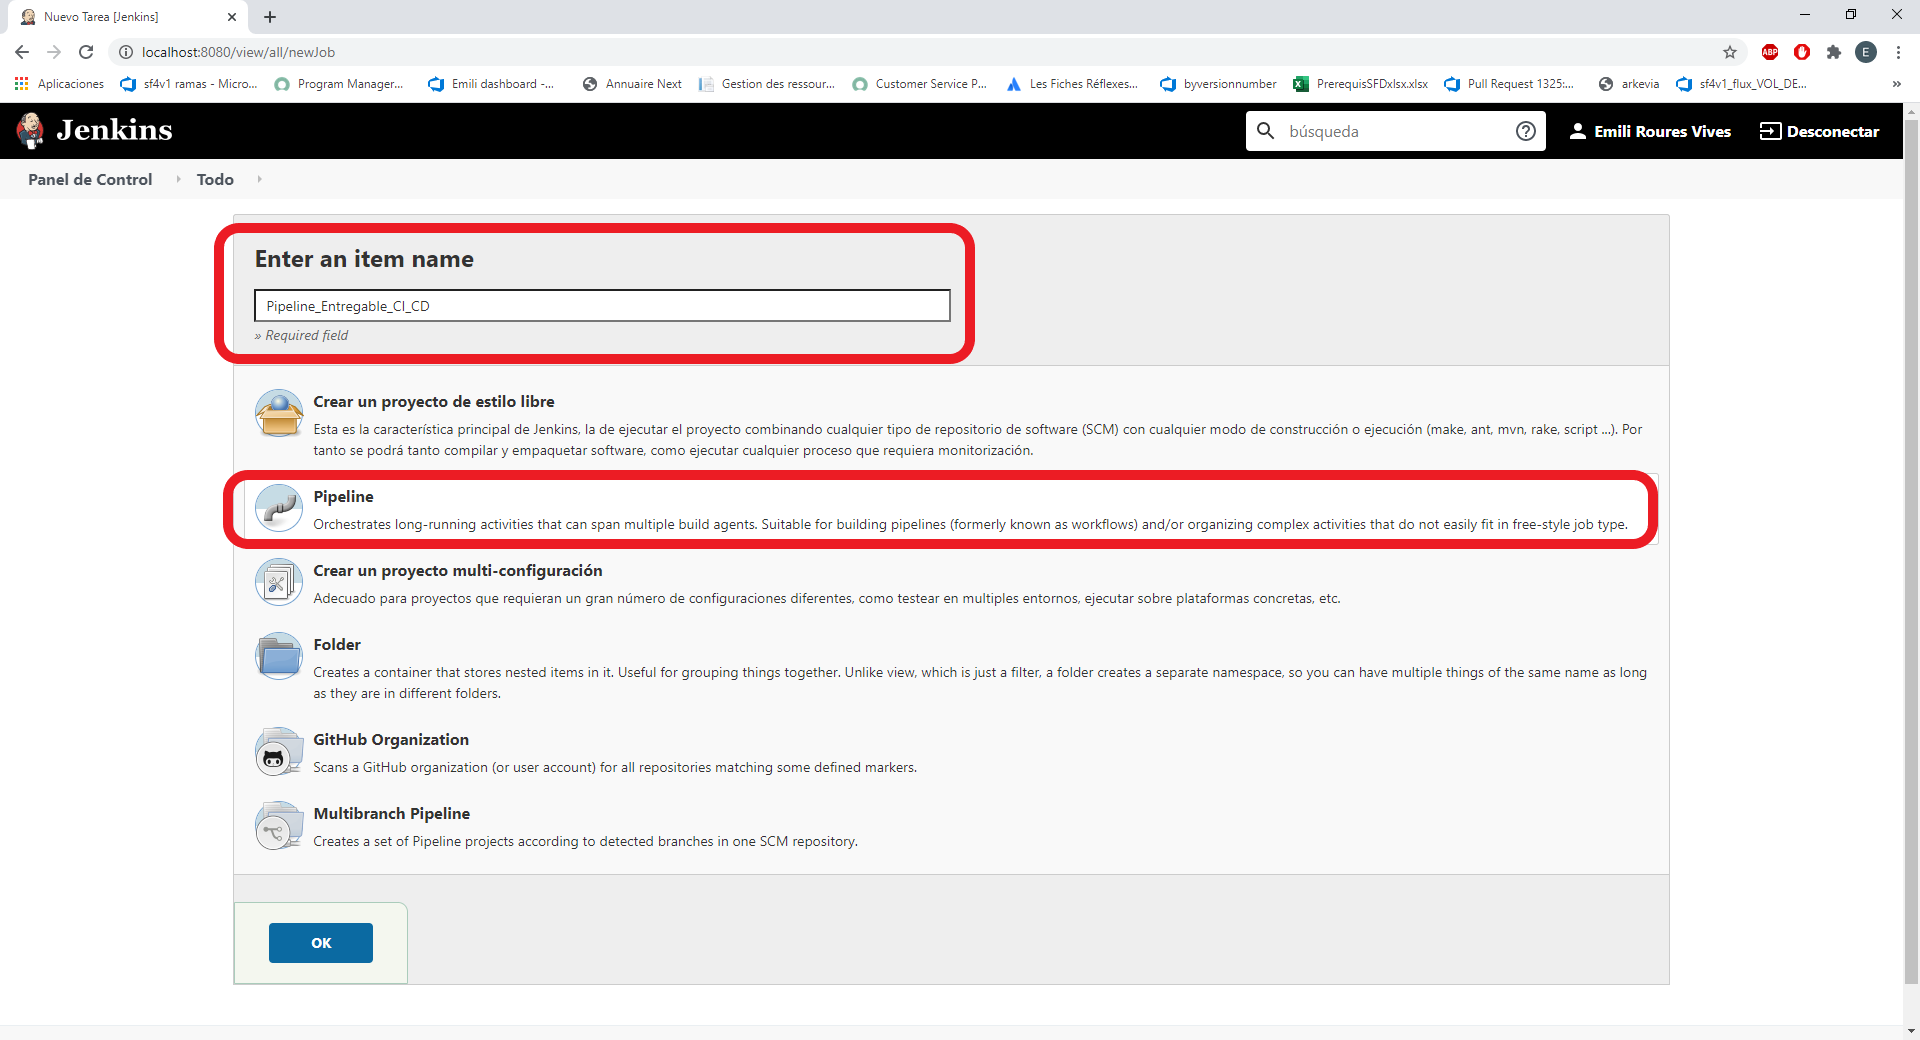 Nuevo Tarea [Jenkins]
localhost:8080/view/all/newJob
ABP
E
Aplicaciones
sf4v1 ramas - Micro...
Program Manager...
Emili dashboard -...
Annuaire Next
Gestion des ressour...
Customer Service P...
Les Fiches Réflexes...
byversionnumber
PrerequisSFDxlsx.xlsx
Pull Request 1325:...
arkevia
sf4v1_flux_VOL_DE...
»
Jenkins
búsqueda
Emili Roures Vives
Desconectar
Panel de Control
Todo
Enter an item name
Pipeline_Entregable_CI_CD
» Required field
Crear un proyecto de estilo libre
Esta es la característica principal de Jenkins, la de ejecutar el proyecto combinando cualquier tipo de repositorio de software (SCM) con cualquier modo de construcción o ejecución (make, ant, mvn, rake, script ...). Por
tanto se podrá tanto compilar y empaquetar software, como ejecutar cualquier proceso que requiera monitorización.
Pipeline
Orchestrates long-running activities that can span multiple build agents. Suitable for building pipelines (formerly known as workflows) and/or organizing complex activities that do not easily fit in free-style job type.
Crear un proyecto multi-configuración
Adecuado para proyectos que requieran un gran número de configuraciones diferentes, como testear en multiples entornos, ejecutar sobre plataformas concretas, etc.
Folder
Creates a container that stores nested items in it. Useful for grouping things together. Unlike view, which is just a filter, a folder creates a separate namespace, so you can have multiple things of the same name as long
as they are in different folders.
GitHub Organization
Scans a GitHub organization (or user account) for all repositories matching some defined markers.
Multibranch Pipeline
Creates a set of Pipeline projects according to detected branches in one SCM repository.
OK